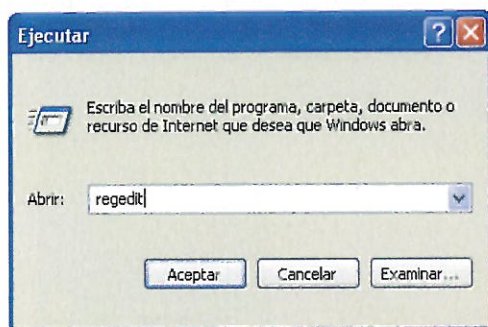 Ejecutar
Escriba el nombre del programa, carpeta, documento o
recurso de Internet que desea que Windows abra.
Abrir: regedit
Aceptar Cancelar Examinar...